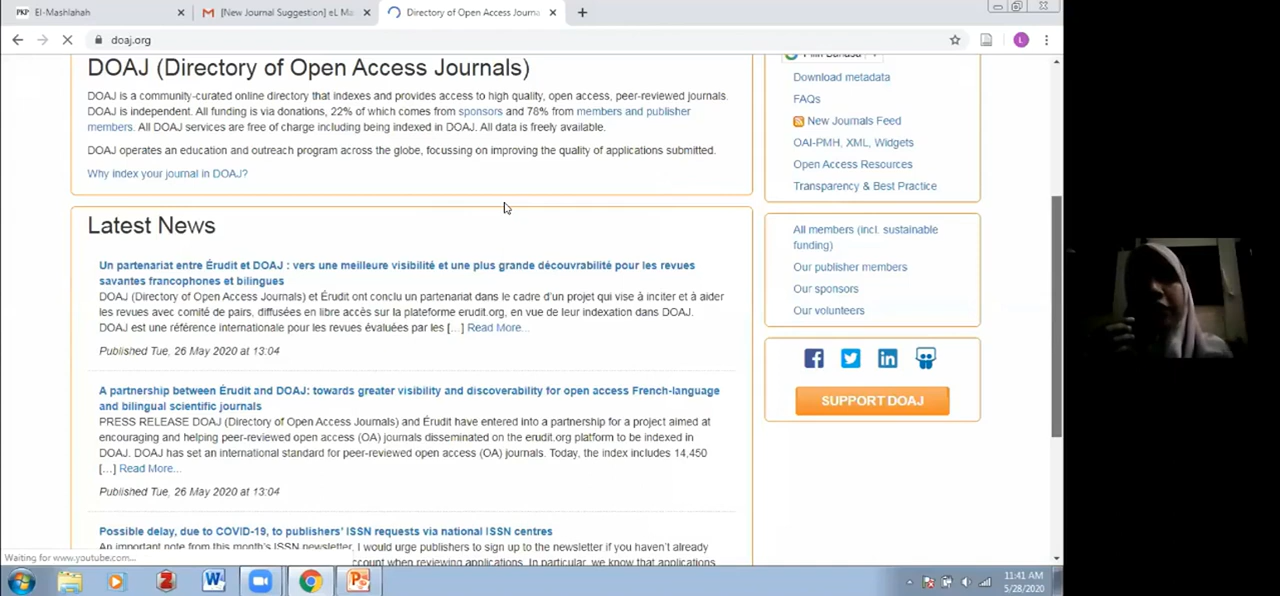 El-Mashlahah
[New Journal Suggestion] eL Ma
Directory of Open Access Journa
doaj.org
DOAJ (Directory of Open Access Journals)
DOAJ is a community-curated online directory that indexes and provides access to high quality, open access, peer-reviewed journals.
DOAJ is independent. All funding is via donations, 22% of which comes from sponsors and 78% from members and publisher
members. All DOAJ services are free of charge including being indexed in DOAJ. All data is freely available.
DOAJ operates an education and outreach program across the globe, focussing on improving the quality of applications submitted.
Why index your journal in DOAJ?
Latest News
Un partenariat entre Érudit et DOAJ : vers une meilleure visibilité et une plus grande découvrabilité pour les revues
savantes francophones et bilingues
DOAJ (Directory of Open Access Journals) et Érudit ont conclu un partenariat dans le cadre d'un projet qui vise à inciter et à aider
les revues avec comité de pairs, diffusées en libre accès sur la plateforme erudit.org, en vue de leur indexation dans DOAJ.
DOAJ est une référence internationale pour les revues évaluées par les [...] Read More...
Published Tue, 26 May 2020 at 13:04
A partnership between Érudit and DOAJ: towards greater visibility and discoverability for open access French-language
and bilingual scientific journals
PRESS RELEASE DOAJ (Directory of Open Access Journals) and Érudit have entered into a partnership for a project aimed at
encouraging and helping peer-reviewed open access (OA) journals disseminated on the erudit.org platform to be indexed in
DOAJ. DOAJ has set an international standard for peer-reviewed open access (OA) journals. Today, the index includes 14,450
[...] Read More...
Published Tue, 26 May 2020 at 13:04
Possible delay, due to COVID-19, to publishers' ISSN requests via national ISSN centres
An important note from this month's ISSN newsletter. I would urge publishers to sign up to the newsletter if you haven't already
count when reviewing applications. In particular, we know that applications
Download metadata
FAQs
New Journals Feed
OAI-PMH, XML, Widgets
Open Access Resources
Transparency & Best Practice
All members (incl. sustainable
funding)
Our publisher members
Our sponsors
Our volunteers
SUPPORT DOAJ
Waiting for www.youtube.com...
11:41 AM
5/28/2020